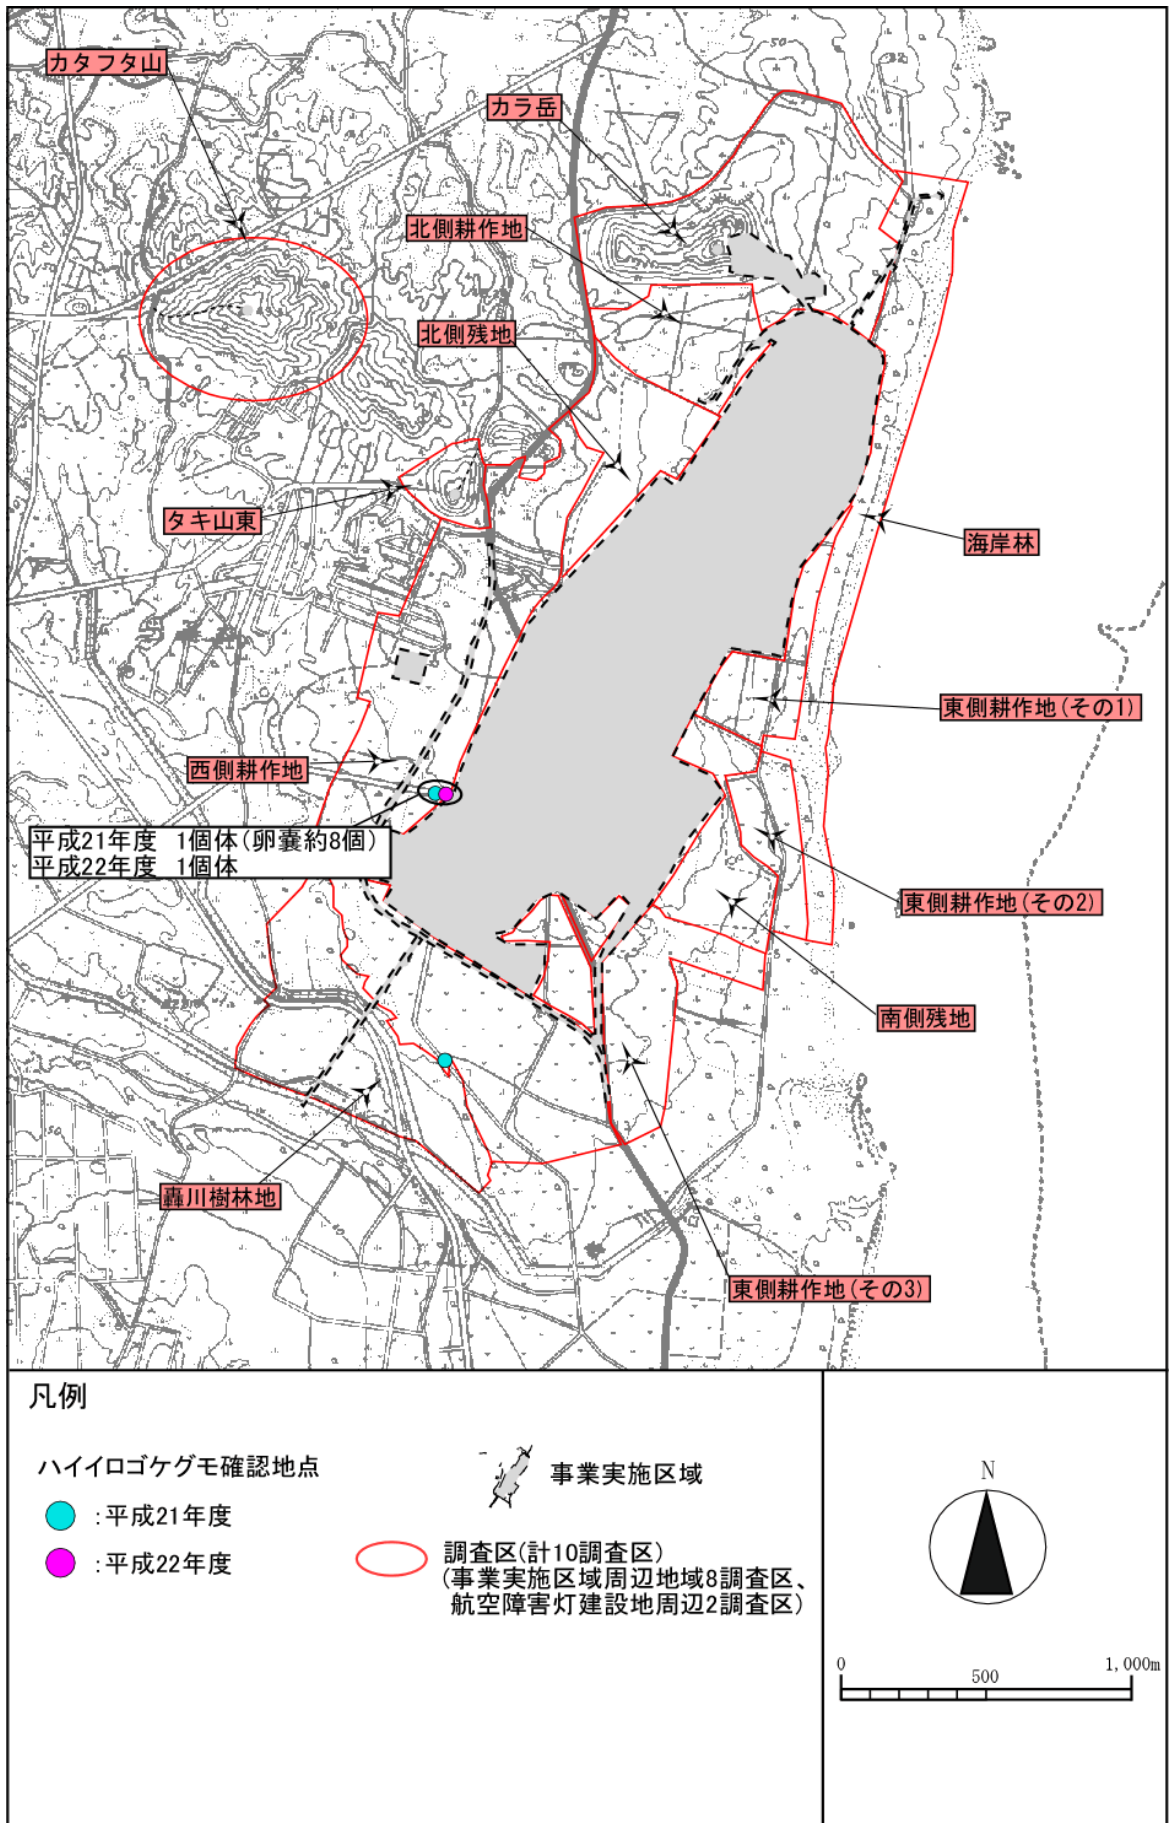 カタフタ山
カラ岳
北側耕作地
北側残地
タキ山東
海岸林
東側耕作地(その1)
西側耕作地
平成21年度 1個体(卵嚢約8個)
平成22年度 1個体
東側耕作地(その2)
南側残地
轟川樹林地
東側耕作地(その3)
凡例
ハイイロゴケグモ確認地点
:平成21年度
:平成22年度
事業実施区域
調査区(計10調査区)
(事業実施区域周辺地域8調査区、
航空障害灯建設地周辺2調査区)
N
0 500 1,000m